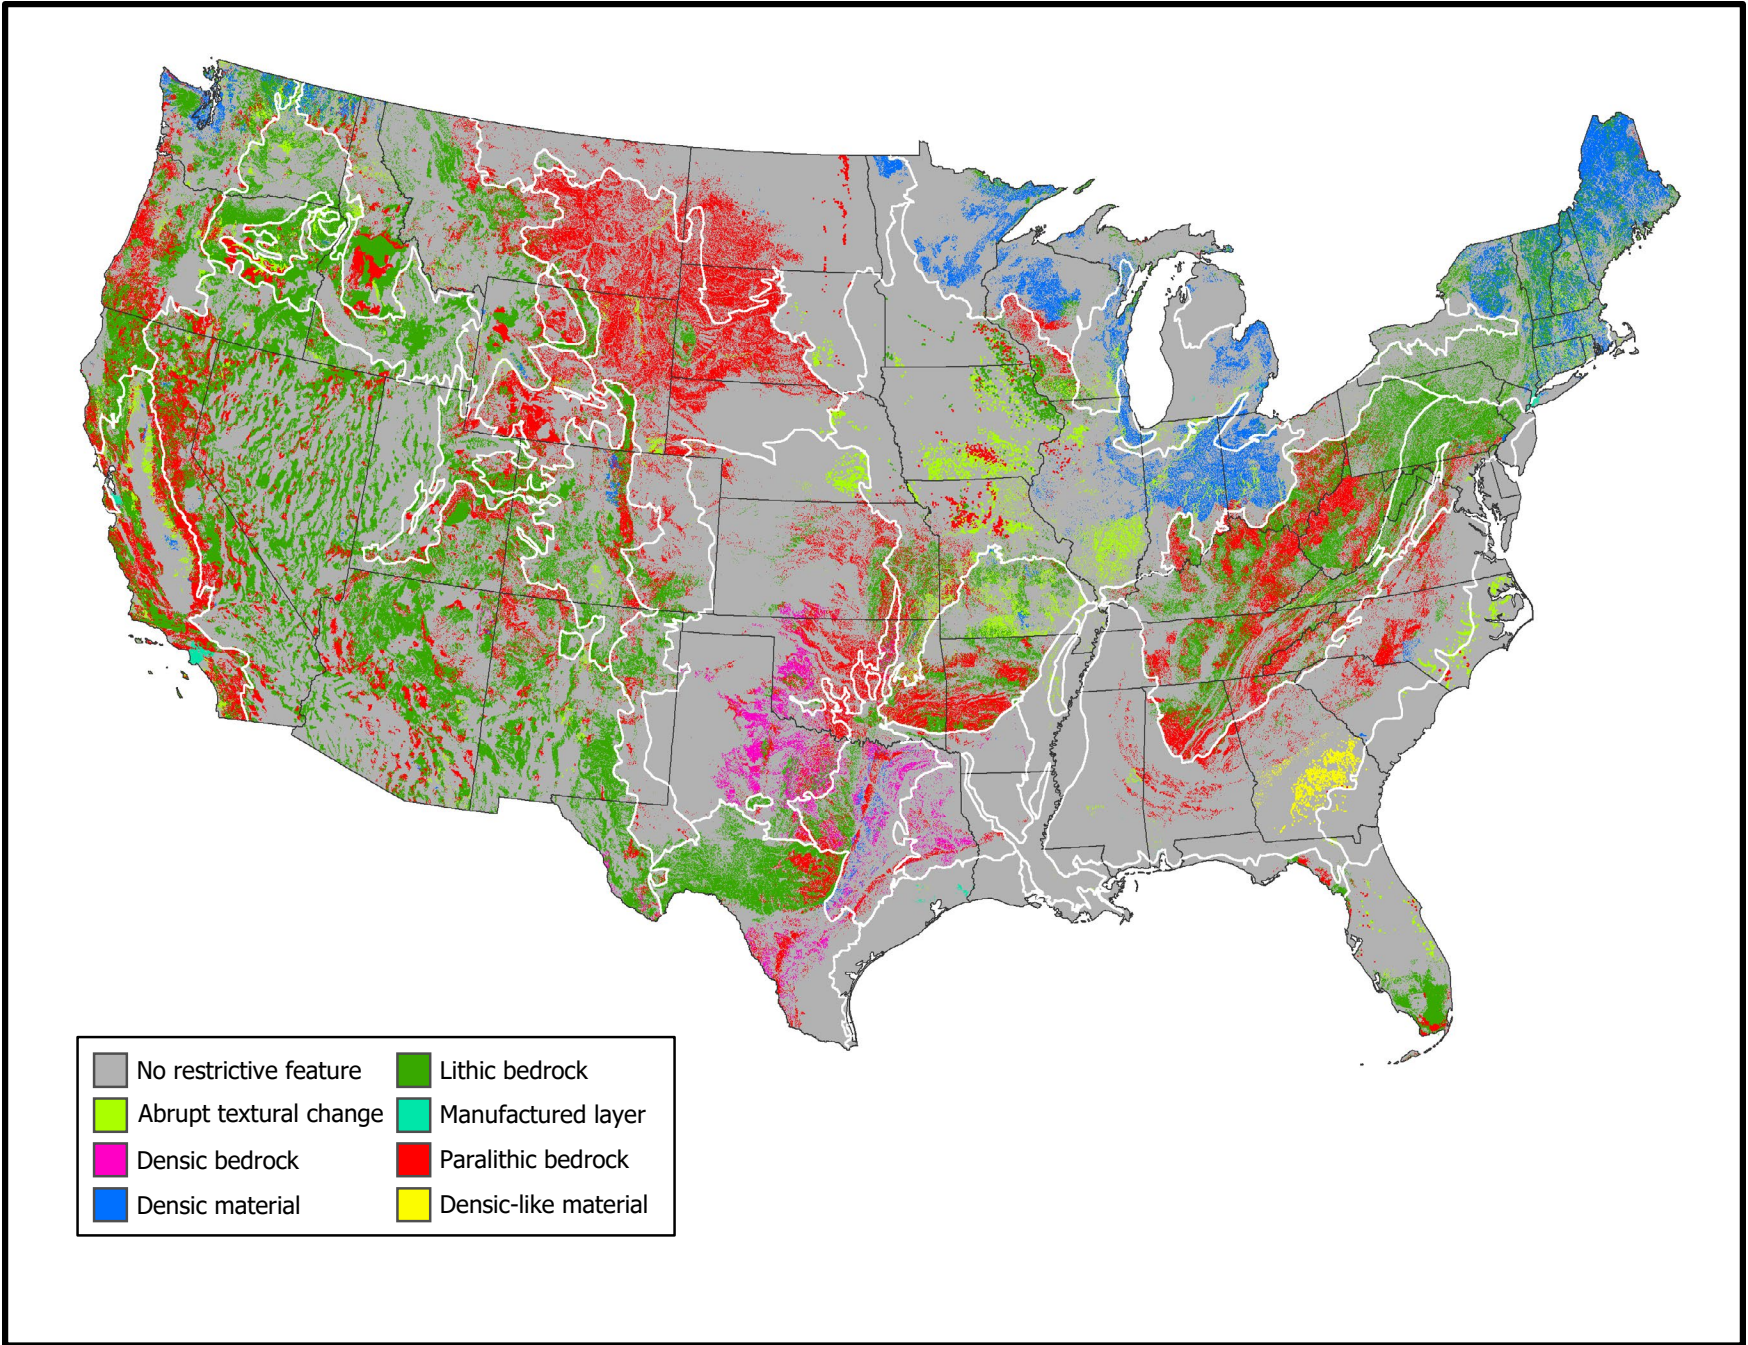 No restrictive feature
Lithic bedrock
Abrupt textural change
Manufactured layer
Densic bedrock
Paralithic bedrock
Densic material
Densic-like material